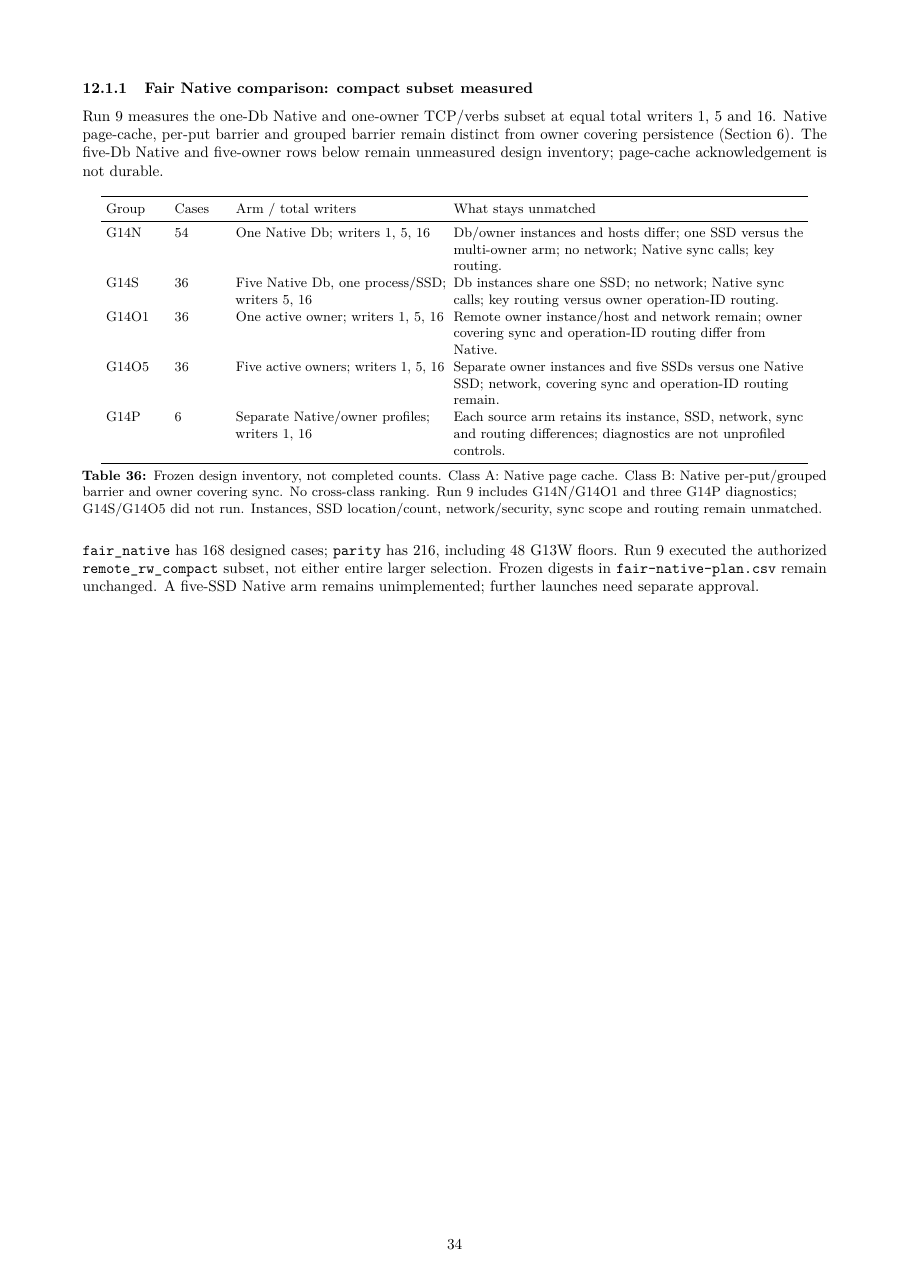 12.1.1 Fair Native comparison: compact subset measured
Run 9 measures the one-Db Native and one-owner TCP/verbs subset at equal total writers 1, 5 and 16. Native
page-cache, per-put barrier and grouped barrier remain distinct from owner covering persistence (Section 6). The
five-Db Native and five-owner rows below remain unmeasured design inventory; page-cache acknowledgement is
not durable.
Group Cases Arm / total writers What stays unmatched
G14N 54 One Native Db; writers 1, 5, 16 Db/owner instances and hosts differ; one SSD versus the
multi-owner arm; no network; Native sync calls; key
routing.
G14S 36 Five Native Db, one process/SSD; Db instances share one SSD; no network; Native sync
writers 5, 16 calls; key routing versus owner operation-ID routing.
G14O1 36 One active owner; writers 1, 5, 16 Remote owner instance/host and network remain; owner
covering sync and operation-ID routing differ from
Native.
G14O5 36 Five active owners; writers 1, 5, 16 Separate owner instances and five SSDs versus one Native
SSD; network, covering sync and operation-ID routing
remain.
G14P 6 Separate Native/owner profiles; Each source arm retains its instance, SSD, network, sync
writers 1, 16 and routing differences; diagnostics are not unprofiled
controls.
Table 36: Frozen design inventory, not completed counts. Class A: Native page cache. Class B: Native per-put/grouped
barrier and owner covering sync. No cross-class ranking. Run 9 includes G14N/G14O1 and three G14P diagnostics;
G14S/G14O5 did not run. Instances, SSD location/count, network/security, sync scope and routing remain unmatched.
fair_native has 168 designed cases; parity has 216, including 48 G13W floors. Run 9 executed the authorized
remote_rw_compact subset, not either entire larger selection. Frozen digests in fair-native-plan.csv remain
unchanged. A five-SSD Native arm remains unimplemented; further launches need separate approval.
34